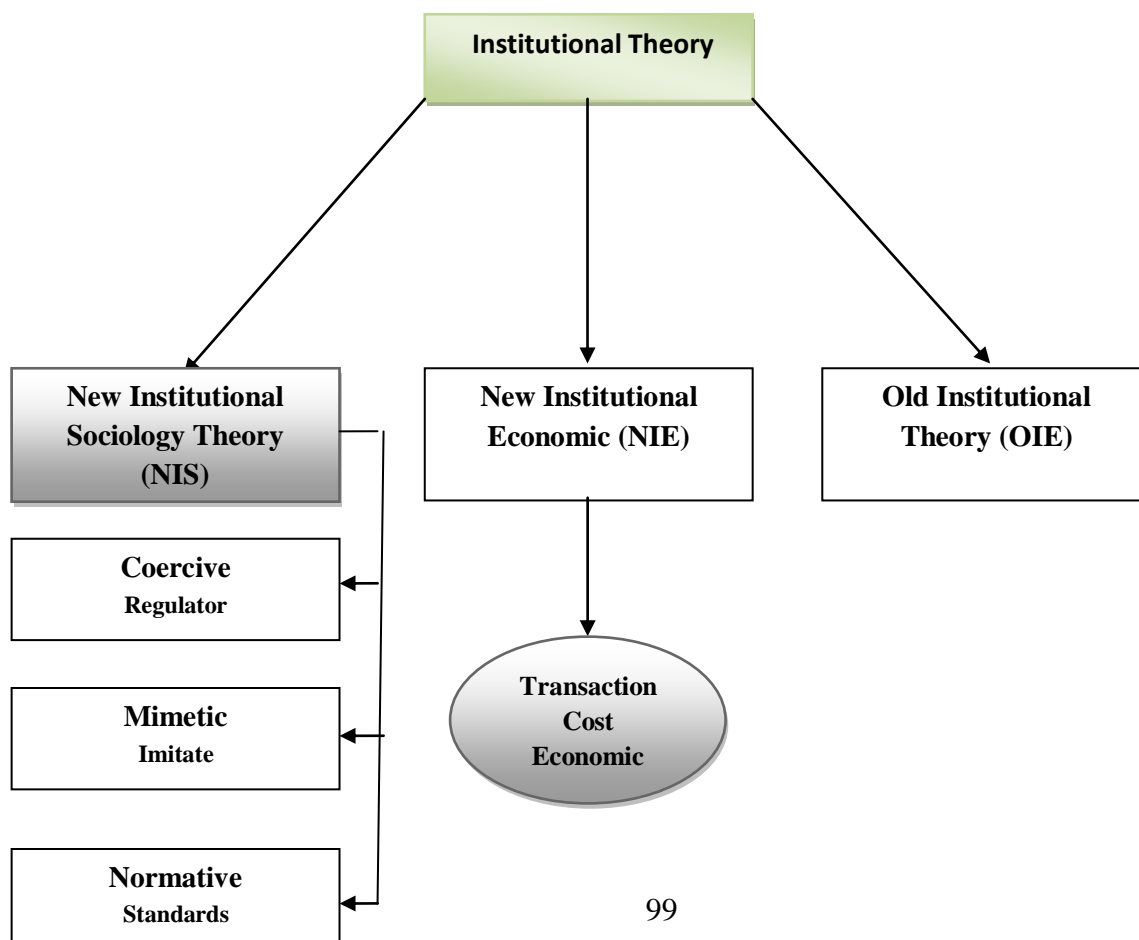 Institutional Theory
New Institutional
Sociology Theory
(NIS)
New Institutional
Economic (NIE)
Old Institutional
Theory (OIE)
Coercive
Regulator
Mimetic
Imitate
Normative
Standards
Transaction
Cost
Economic
99